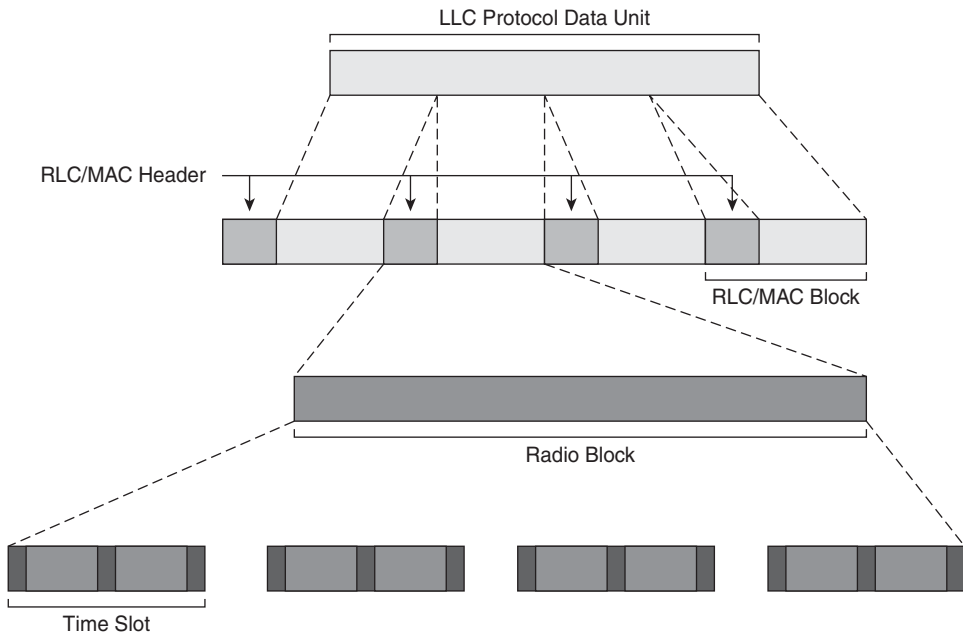 LLC Protocol Data Unit
RLC/MAC Header
RLC/MAC Block
Radio Block
Time Slot